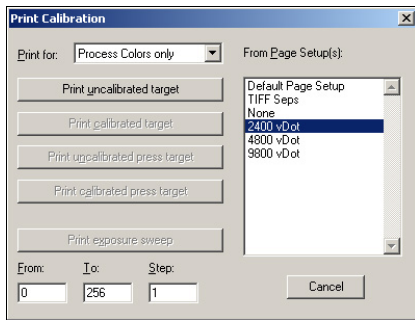 Print Calibration
Print for: Process Colors only
From Page Setup(s):
Print uncalibrated target
Print calibrated target
Print uncalibrated press target
Print calibrated press target
Print exposure sweep
Default Page Setup
TIFF Seps
None
2400 vDot
4800 vDot
9800 vDot
From: To: Step:
0 256 1
Cancel